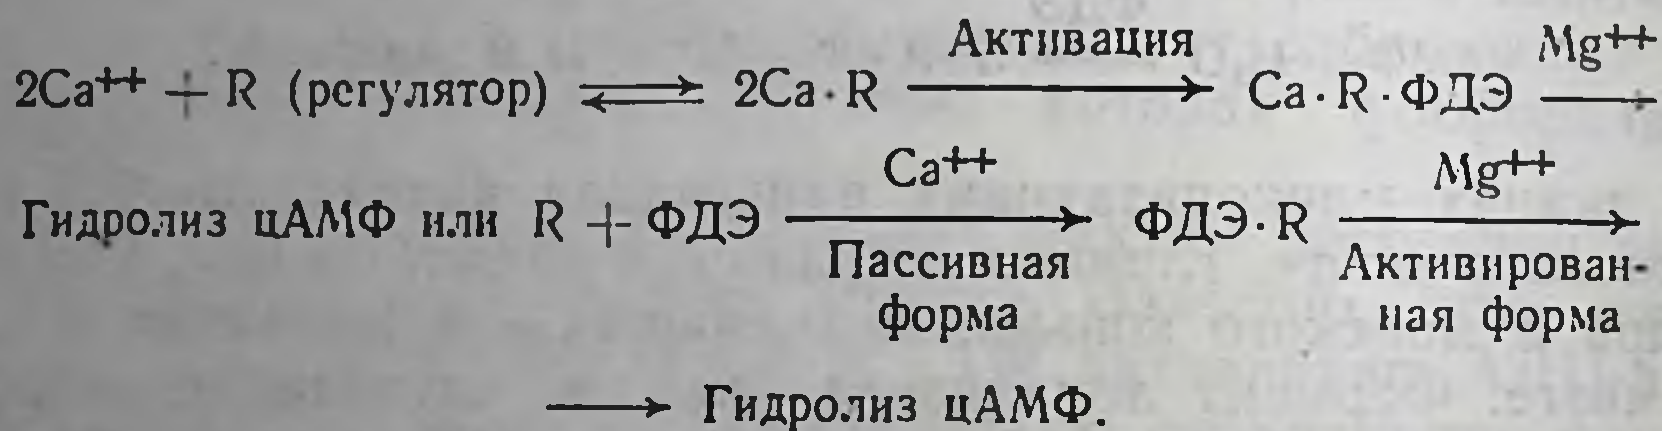 Активация Mg⁺⁺
2Ca⁺⁺ + R (регулятор) ⇌ 2Ca·R ⟶ Ca·R·ФДЭ —
Ca⁺⁺ Mg⁺⁺
Гидролиз цАМФ или R + ФДЭ ⟶ ФДЭ·R ⟶
Пассивная Активирован-
форма ная форма
⟶ Гидролиз цАМФ.